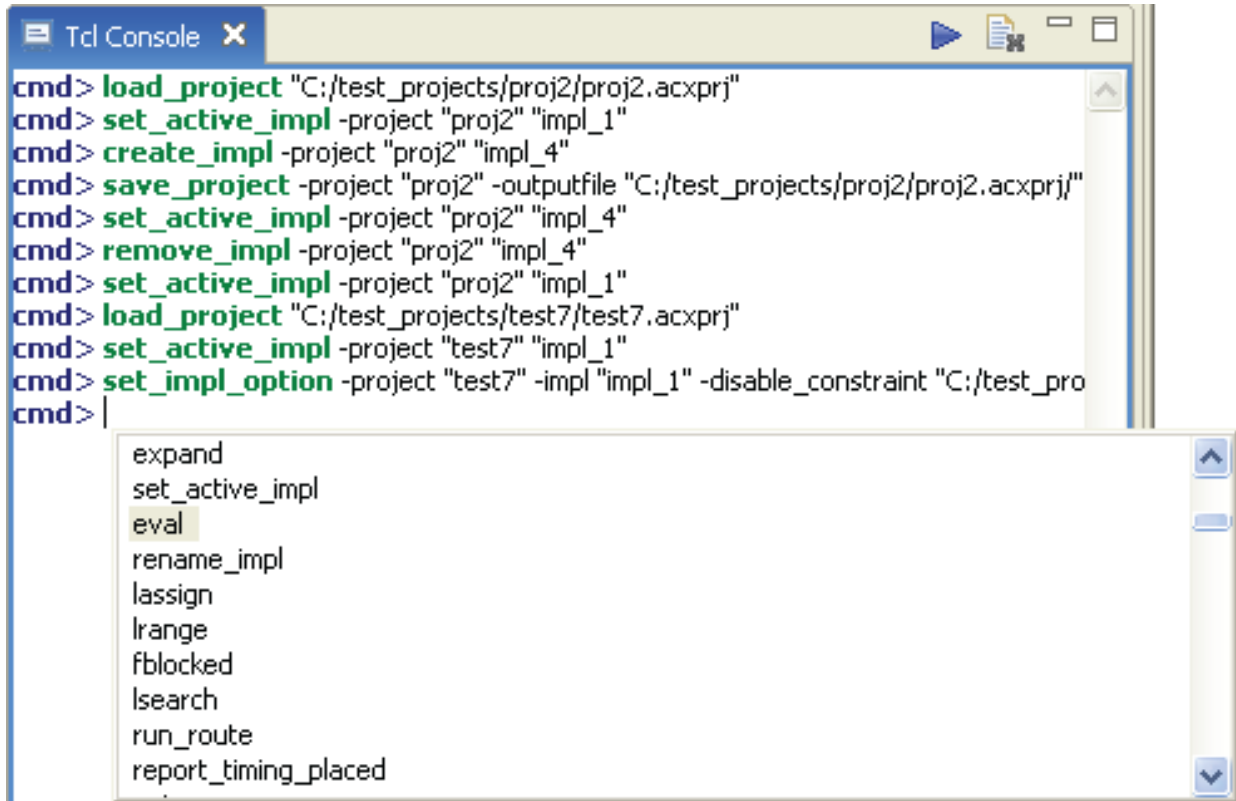 Tcl Console
cmd> load_project "C:/test_projects/proj2/proj2.acxprj"
cmd> set_active_impl -project "proj2" "impl_1"
cmd> create_impl -project "proj2" "impl_4"
cmd> save_project -project "proj2" -outputfile "C:/test_projects/proj2/proj2.acxprj/"
cmd> set_active_impl -project "proj2" "impl_4"
cmd> remove_impl -project "proj2" "impl_4"
cmd> set_active_impl -project "proj2" "impl_1"
cmd> load_project "C:/test_projects/test7/test7.acxprj"
cmd> set_active_impl -project "test7" "impl_1"
cmd> set_impl_option -project "test7" -impl "impl_1" -disable_constraint "C:/test_pro
cmd>
expand
set_active_impl
eval
rename_impl
lassign
lrange
fblocked
lsearch
run_route
report_timing_placed